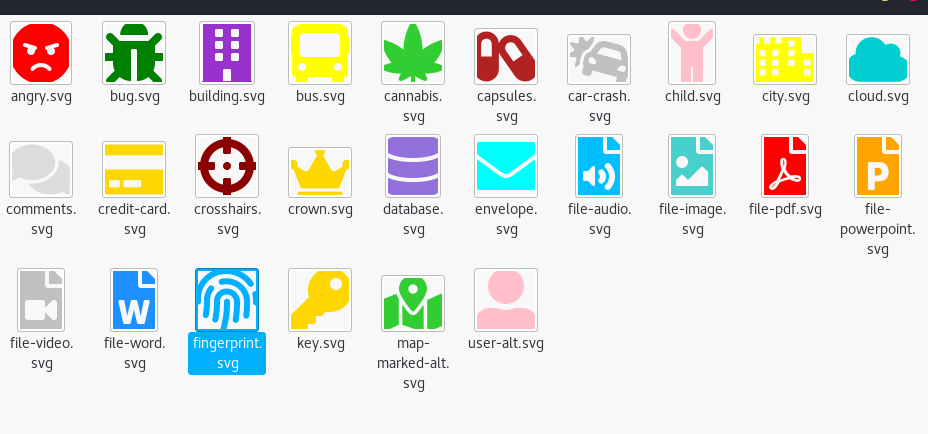 angry.svg bug.svg building.svg bus.svg cannabis.svg capsules.svg car-crash.svg child.svg city.svg cloud.svg
comments.svg credit-card.svg crosshairs.svg crown.svg database.svg envelope.svg file-audio.svg file-image.svg file-pdf.svg file-powerpoint.svg
P
W
file-video.svg file-word.svg fingerprint.svg key.svg map-marked-alt.svg user-alt.svg